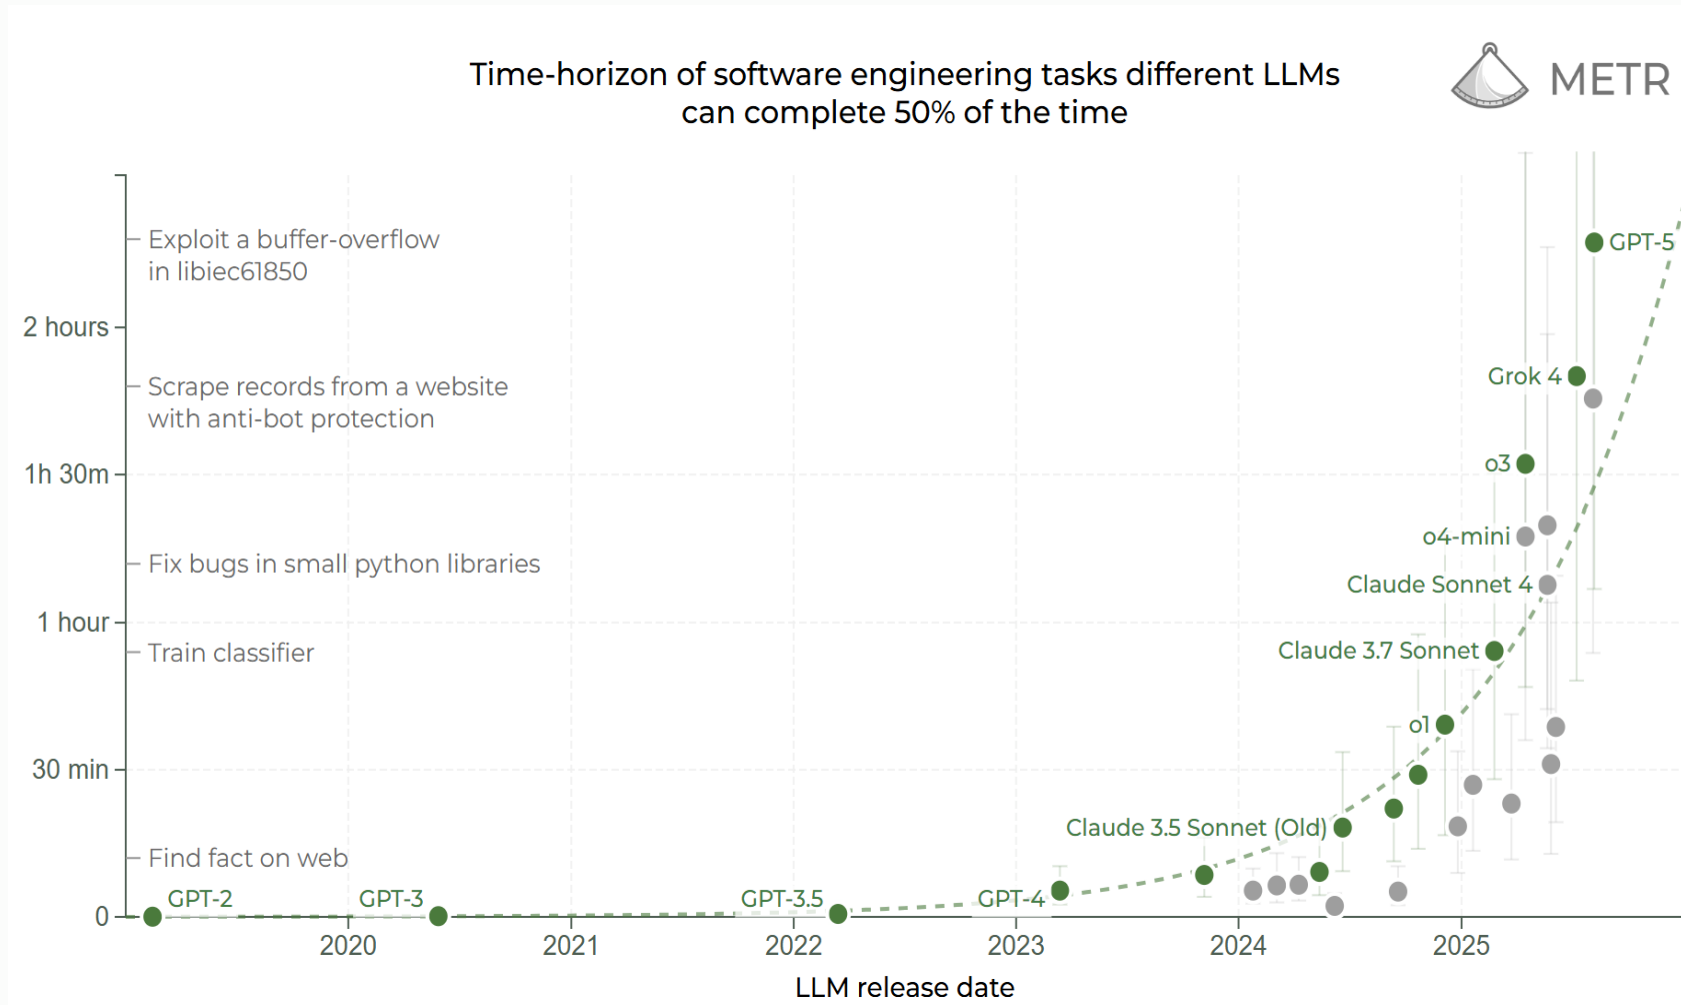 Time-horizon of software engineering tasks different LLMs
can complete 50% of the time
METR
Exploit a buffer-overflow
in libiec61850
GPT-5
2 hours
Scrape records from a website
with anti-bot protection
Grok 4
1h 30m
o3
o4-mini
Fix bugs in small python libraries
Claude Sonnet 4
1 hour
Train classifier
Claude 3.7 Sonnet
o1
30 min
Claude 3.5 Sonnet (Old)
Find fact on web
GPT-2
GPT-3
GPT-3.5
GPT-4
0
2020
2021
2022
2023
2024
2025
LLM release date